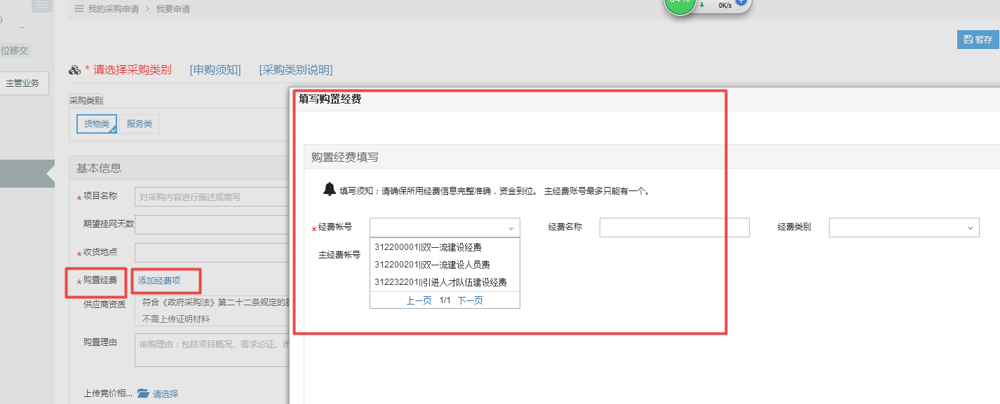 我的采购申请 > 我要申请
84%
0K/s
9
位移交
暂存
主管业务
* 请选择采购类别 [申购须知] [采购类别说明]
采购类别
货物类 服务类
基本信息
* 项目名称 对采购内容进行描述或简写
期望挂网天数
* 收货地点
* 购置经费 添加经费项
供应商资质 符合《政府采购法》第二十二条规定的基
不需上传证明材料
购置理由 申购理由：包括项目概况、需求论证、市
上传竞价相... 请选择
填写购置经费
购置经费填写
填写须知：请确保所用经费信息完整准确，资金到位。 主经费账号最多只能有一个。
* 经费帐号 经费名称 经费类别
主经费帐号
312200001||双一流建设经费
312200201||双一流建设人员费
312232201||引进人才队伍建设经费
上一页 1/1 下一页